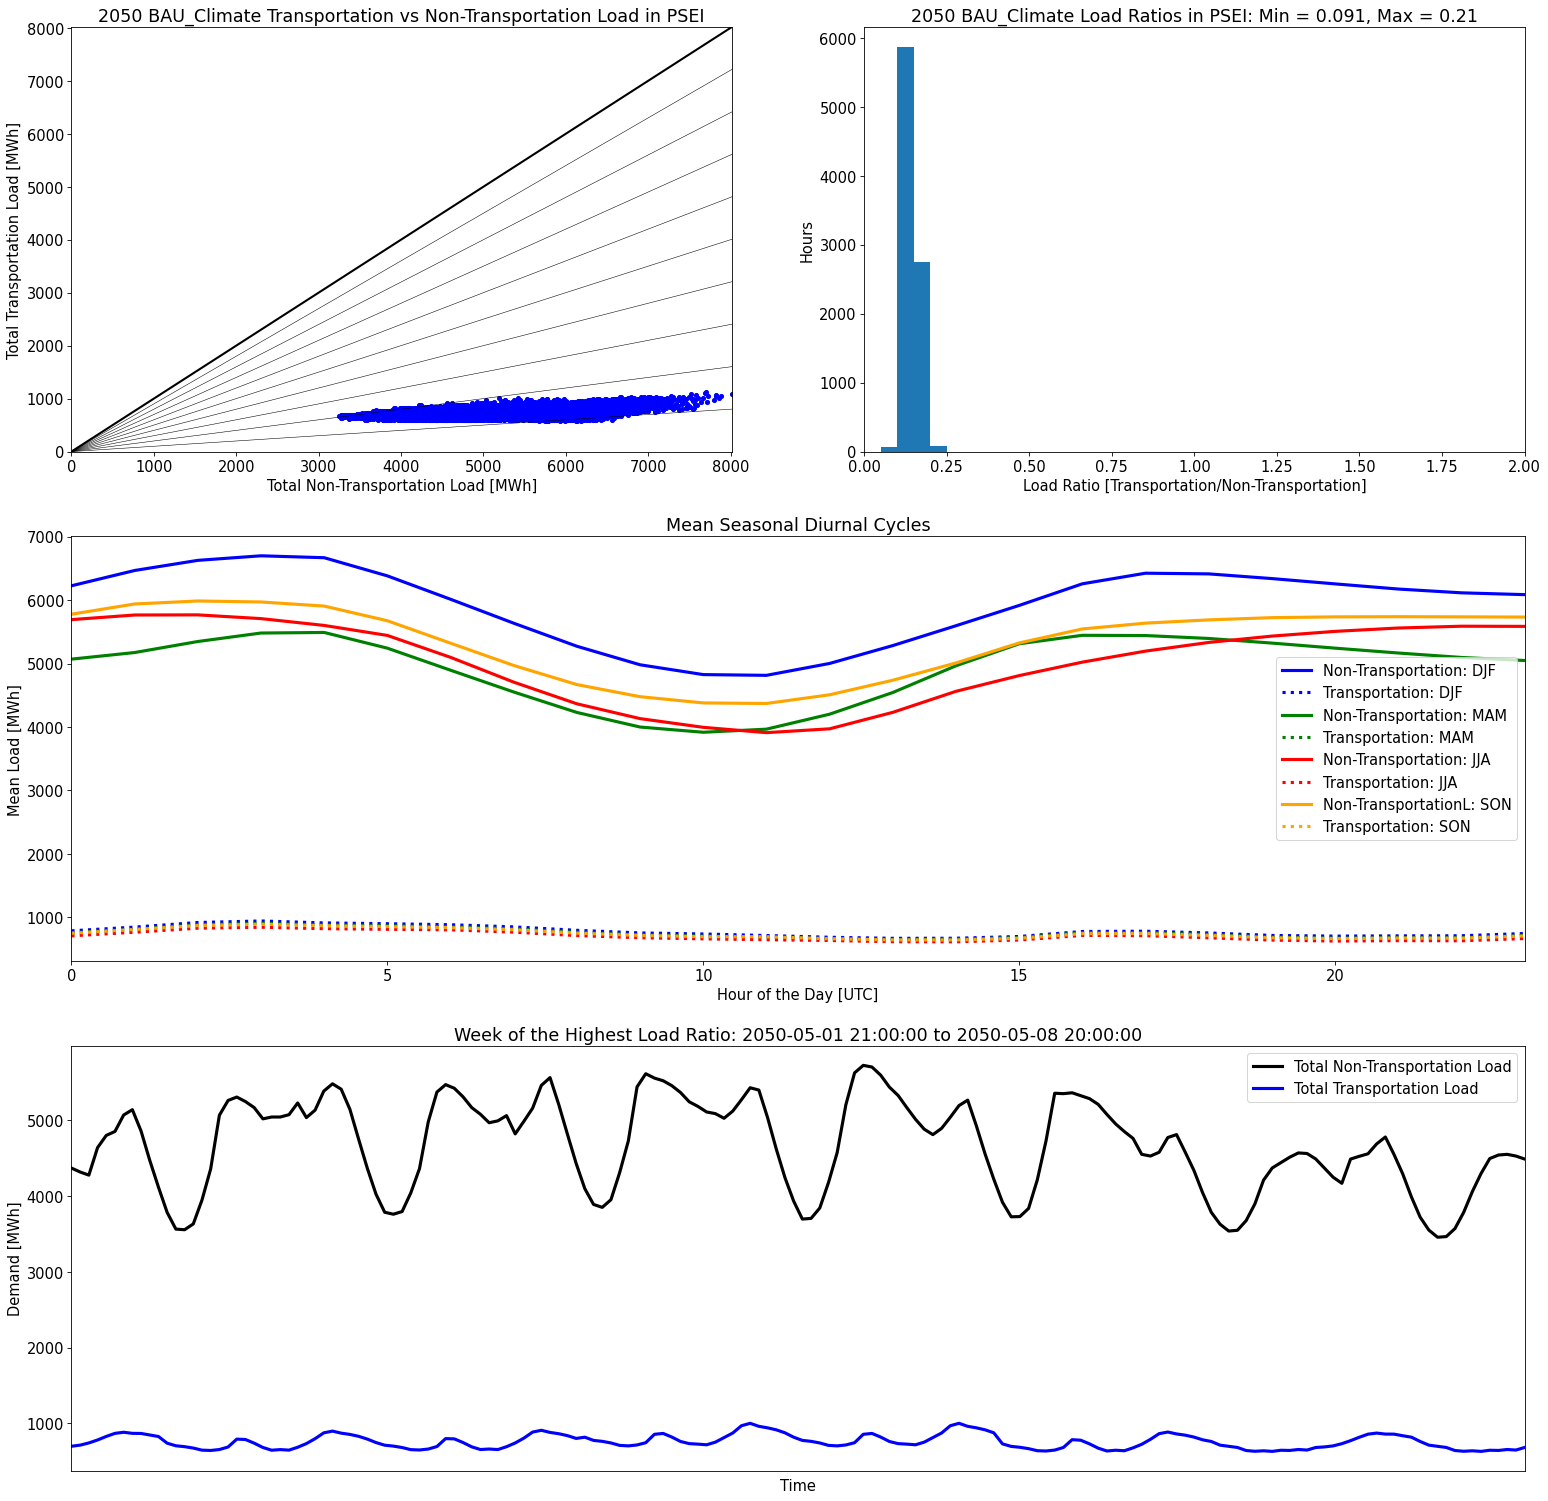 2050 BAU_Climate Transportation vs Non-Transportation Load in PSEI
8000
7000
6000
5000
4000
3000
2000
1000
0
Total Transportation Load [MWh]
0 1000 2000 3000 4000 5000 6000 7000 8000
Total Non-Transportation Load [MWh]
2050 BAU_Climate Load Ratios in PSEI: Min = 0.091, Max = 0.21
6000
5000
4000
3000
2000
1000
0
Hours
0.00 0.25 0.50 0.75 1.00 1.25 1.50 1.75 2.00
Load Ratio [Transportation/Non-Transportation]
Mean Seasonal Diurnal Cycles
7000
6000
5000
4000
3000
2000
1000
Mean Load [MWh]
Non-Transportation: DJF
Transportation: DJF
Non-Transportation: MAM
Transportation: MAM
Non-Transportation: JJA
Transportation: JJA
Non-TransportationL: SON
Transportation: SON
0 5 10 15 20
Hour of the Day [UTC]
Week of the Highest Load Ratio: 2050-05-01 21:00:00 to 2050-05-08 20:00:00
Total Non-Transportation Load
Total Transportation Load
5000
4000
3000
2000
1000
Demand [MWh]
Time